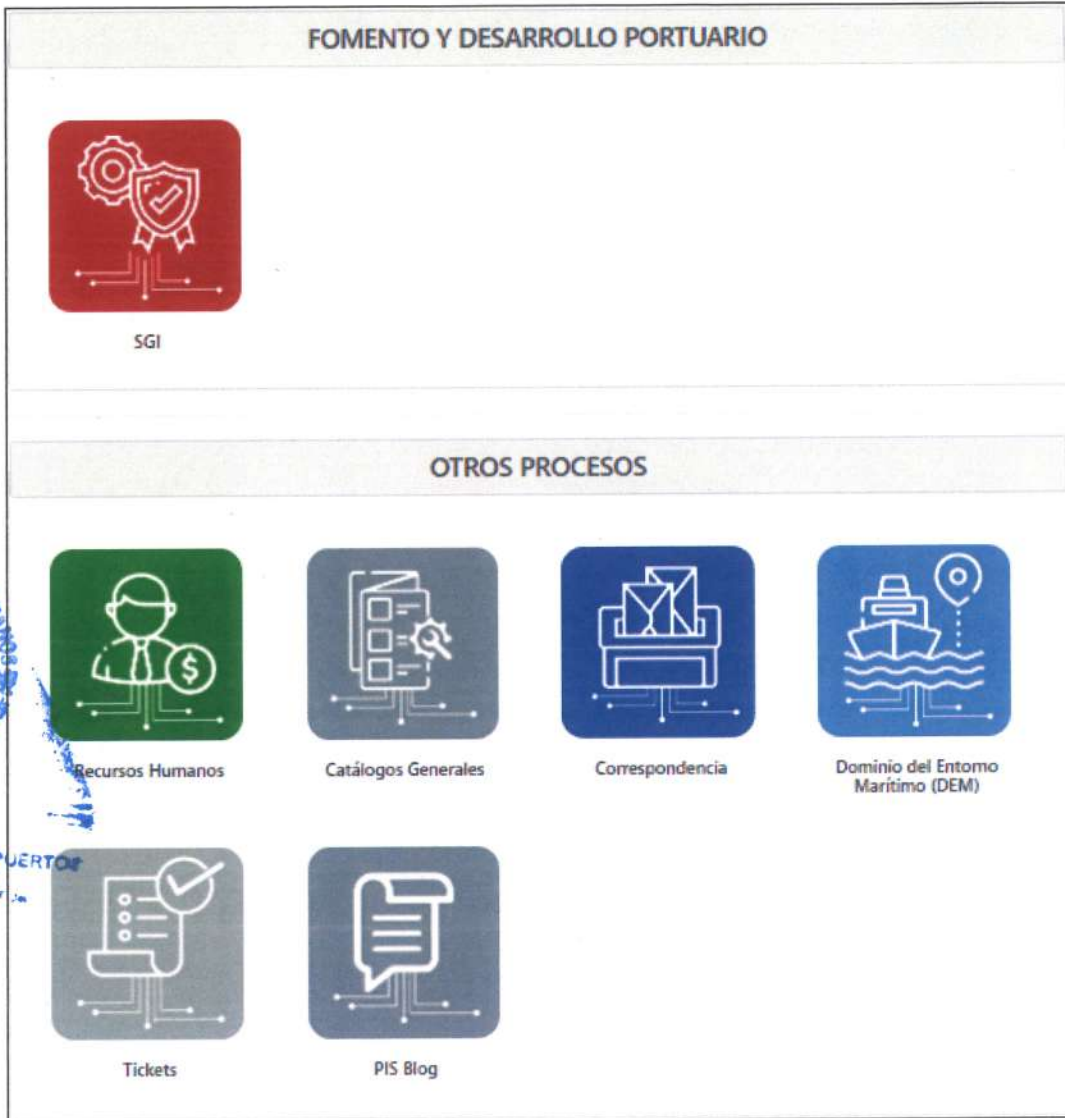 FOMENTO Y DESARROLLO PORTUARIO
SGI
OTROS PROCESOS
$
Recursos Humanos
Catálogos Generales
Correspondencia
Dominio del Entorno
Marítimo (DEM)
PUERTOS
Tickets
PIS Blog